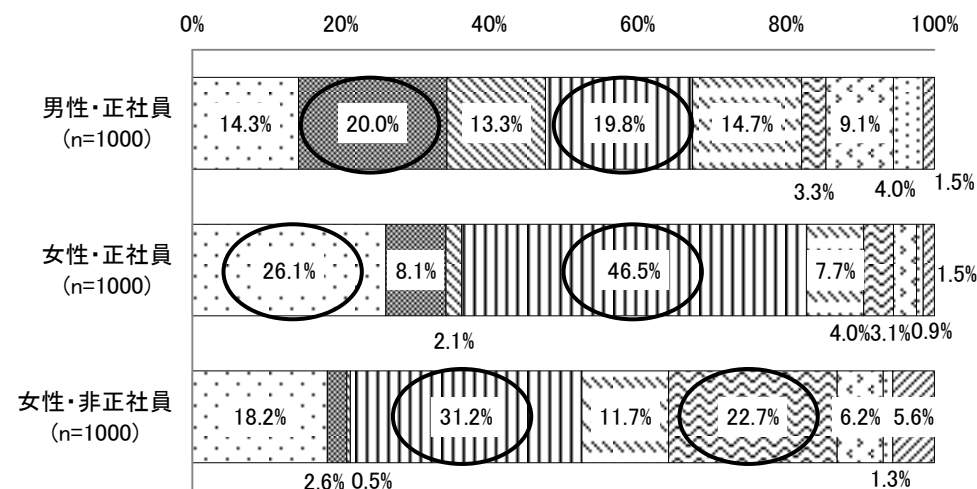 0% 20% 40% 60% 80% 100%
男性・正社員
(n=1000)
14.3% 20.0% 13.3% 19.8% 14.7% 9.1%
3.3% 4.0% 1.5%
女性・正社員
(n=1000)
26.1% 8.1% 46.5% 7.7% 1.5%
2.1% 4.0% 3.1% 0.9%
女性・非正社員
(n=1000)
18.2% 31.2% 11.7% 22.7% 6.2% 5.6%
2.6% 0.5% 1.3%